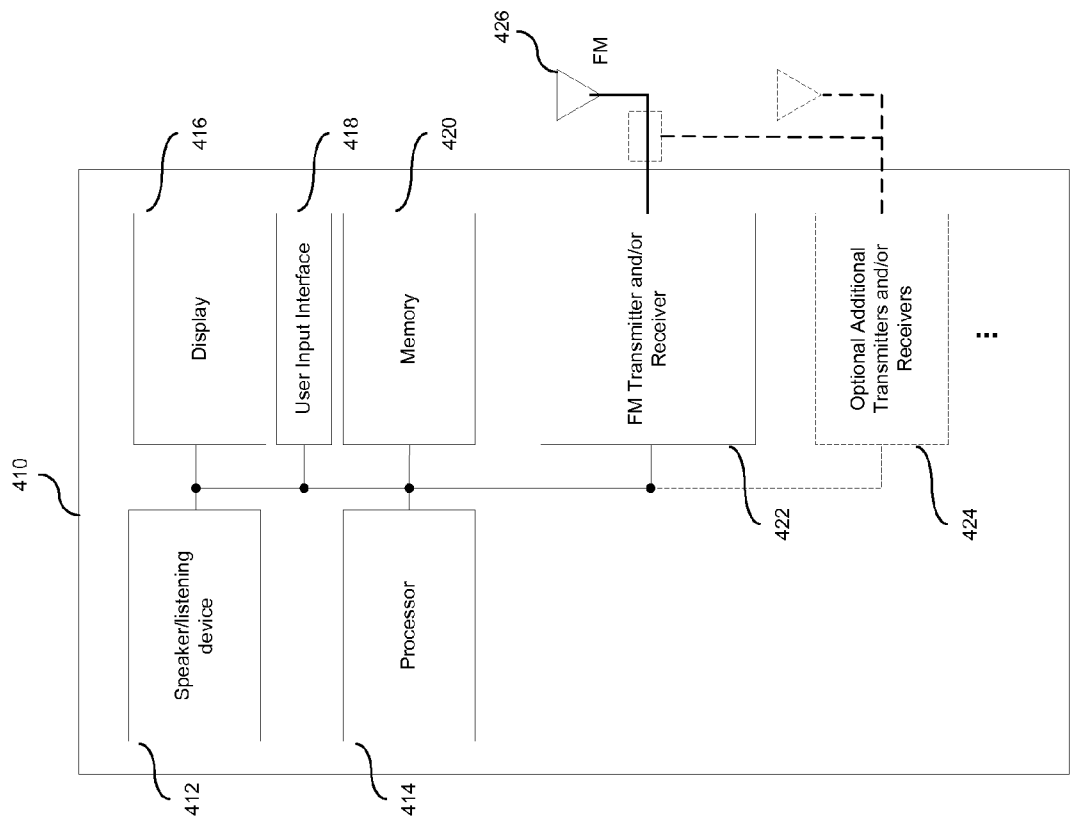 410
412
Speaker/listening
device
Display
416
User Input Interface
418
414
Processor
Memory
420
FM Transmitter and/or
Receiver
422
426
FM
Optional Additional
Transmitters and/or
Receivers
424
...